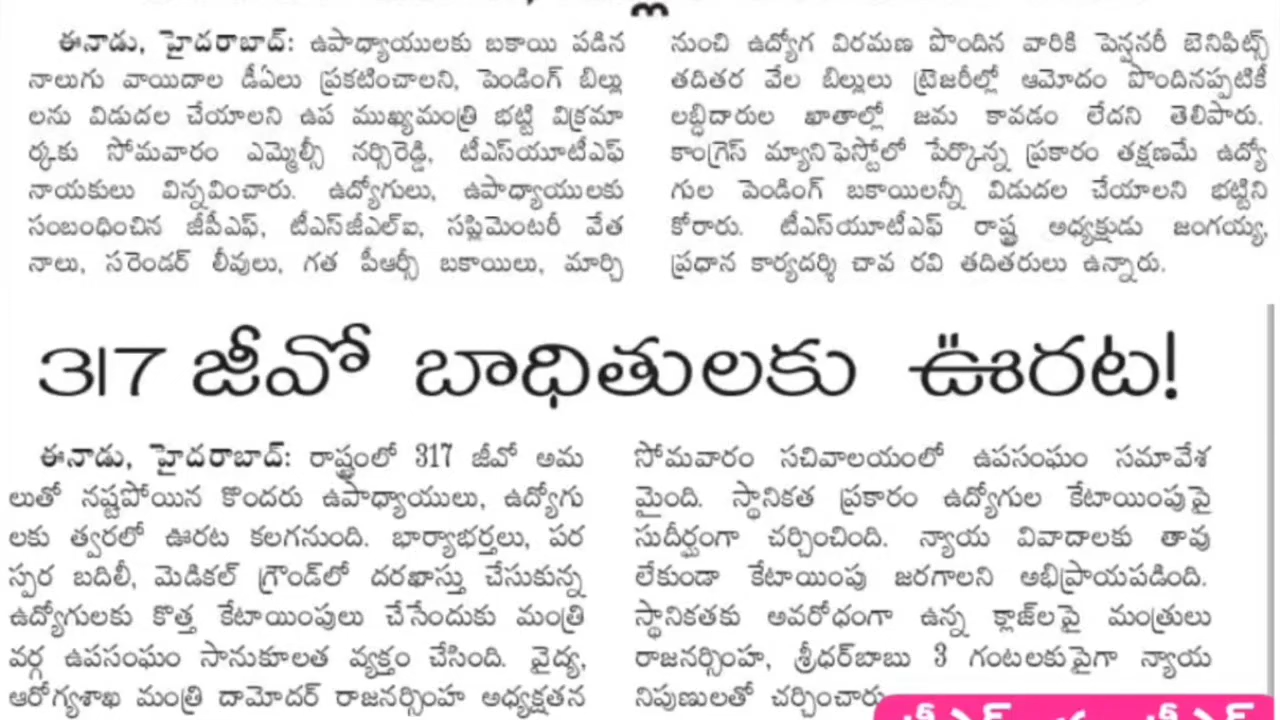 ఈనాడు, హైదరాబాద్: ఉపాధ్యాయులకు బకాయి పడిన
నాలుగు వాయిదాల డీఏలు ప్రకటించాలని, పెండింగ్ బిల్లు
లను విడుదల చేయాలని ఉప ముఖ్యమంత్రి భట్టి విక్రమా
ర్కకు సోమవారం ఎమ్మెల్సీ నర్సిరెడ్డి, టీఎస్‌యూటీఎఫ్
నాయకులు విన్నవించారు. ఉద్యోగులు, ఉపాధ్యాయులకు
సంబంధించిన జీపీఎఫ్, టీఎస్‌జీఎల్ఐ, సప్లిమెంటరీ వేత
నాలు, సరెండర్ లీవులు, గత పీఆర్సీ బకాయిలు, మార్చి
నుంచి ఉద్యోగ విరమణ పొందిన వారికి పెన్షనరీ బెనిఫిట్స్
తదితర వేల బిల్లులు ట్రెజరీల్లో ఆమోదం పొందినప్పటికీ
లబ్ధిదారుల ఖాతాల్లో జమ కావడం లేదని తెలిపారు.
కాంగ్రెస్ మ్యానిఫెస్టోలో పేర్కొన్న ప్రకారం తక్షణమే ఉద్యో
గుల పెండింగ్ బకాయిలన్నీ విడుదల చేయాలని భట్టిని
కోరారు. టీఎస్‌యూటీఎఫ్ రాష్ట్ర అధ్యక్షుడు జంగయ్య,
ప్రధాన కార్యదర్శి చావ రవి తదితరులు ఉన్నారు.
317 జీవో బాధితులకు ఊరట!
ఈనాడు, హైదరాబాద్: రాష్ట్రంలో 317 జీవో అమ
లుతో నష్టపోయిన కొందరు ఉపాధ్యాయులు, ఉద్యోగు
లకు త్వరలో ఊరట కలగనుంది. భార్యాభర్తలు, పర
స్పర బదిలీ, మెడికల్ గ్రౌండ్‌లో దరఖాస్తు చేసుకున్న
ఉద్యోగులకు కొత్త కేటాయింపులు చేసేందుకు మంత్రి
వర్గ ఉపసంఘం సానుకూలత వ్యక్తం చేసింది. వైద్య,
ఆరోగ్యశాఖ మంత్రి దామోదర్ రాజనర్సింహ అధ్యక్షతన
సోమవారం సచివాలయంలో ఉపసంఘం సమావేశ
మైంది. స్థానికత ప్రకారం ఉద్యోగుల కేటాయింపుపై
సుదీర్ఘంగా చర్చించింది. న్యాయ వివాదాలకు తావు
లేకుండా కేటాయింపు జరగాలని అభిప్రాయపడింది.
స్థానికతకు అవరోధంగా ఉన్న క్లాజ్‌లపై మంత్రులు
రాజనర్సింహ, శ్రీధర్‌బాబు 3 గంటలకుపైగా న్యాయ
నిపుణులతో చర్చించారు